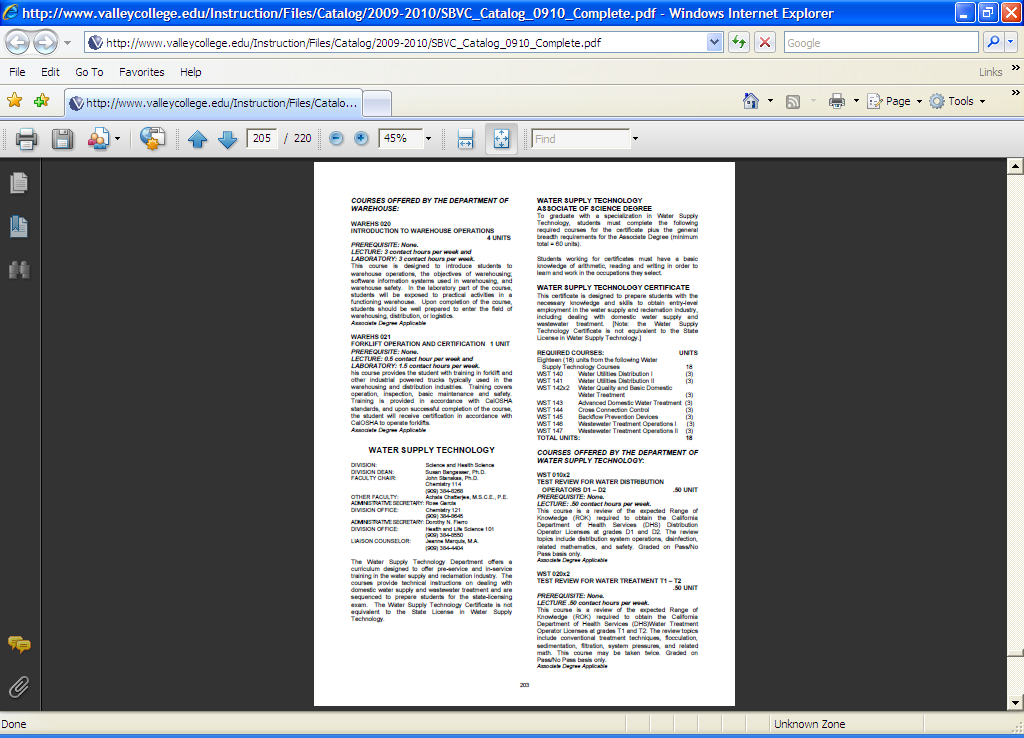 http://www.valleycollege.edu/Instruction/Files/Catalog/2009-2010/SBVC_Catalog_0910_Complete.pdf - Windows Internet Explorer
http://www.valleycollege.edu/Instruction/Files/Catalog/2009-2010/SBVC_Catalog_0910_Complete.pdf
Google
File Edit Go To Favorites Help
Links »
http://www.valleycollege.edu/Instruction/Files/Catalo...
Page Tools »
205 / 220 45% Find
COURSES OFFERED BY THE DEPARTMENT OF
WAREHOUSE:
WAREHS 020
INTRODUCTION TO WAREHOUSE OPERATIONS
4 UNITS
PREREQUISITE: None.
LECTURE: 3 contact hours per week and
LABORATORY: 3 contact hours per week.
This course is designed to introduce students to
warehouse operations, the objectives of warehousing,
software information systems used in warehousing, and
warehouse safety. In the laboratory part of the course,
students will be exposed to practical activities in a
functioning warehouse. Upon completion of the course,
students should be well prepared to enter the field of
warehousing, distribution, or logistics.
Associate Degree Applicable
WAREHS 021
FORKLIFT OPERATION AND CERTIFICATION 1 UNIT
PREREQUISITE: None.
LECTURE: 0.5 contact hour per week and
LABORATORY: 1.5 contact hours per week.
his course provides the student with training in forklift and
other industrial powered trucks typically used in the
warehousing and distribution industries. Training covers
operation, inspection, basic maintenance and safety.
Training is provided in accordance with CalOSHA
standards, and upon successful completion of the course,
the student will receive certification in accordance with
CalOSHA to operate forklifts.
Associate Degree Applicable
WATER SUPPLY TECHNOLOGY
DIVISION: Science and Health Science
DIVISION DEAN: Susan Bangasser, Ph.D.
FACULTY CHAIR: John Stanskas, Ph.D.
Chemistry 114
(909) 384-8268
OTHER FACULTY: Achala Chatterjee, M.S.C.E., P.E.
ADMINISTRATIVE SECRETARY: Rose Garcia
DIVISION OFFICE: Chemistry 121
(909) 384-8645
ADMINISTRATIVE SECRETARY: Dorothy N. Fierro
DIVISION OFFICE: Health and Life Science 101
(909) 384-8550
LIAISON COUNSELOR: Jeanne Marquis, M.A.
(909) 384-4404
The Water Supply Technology Department offers a
curriculum designed to offer pre-service and in-service
training in the water supply and reclamation industry. The
courses provide technical instructions on dealing with
domestic water supply and wastewater treatment and are
sequenced to prepare students for the state-licensing
exam. The Water Supply Technology Certificate is not
equivalent to the State License in Water Supply
Technology.
WATER SUPPLY TECHNOLOGY
ASSOCIATE OF SCIENCE DEGREE
To graduate with a specialization in Water Supply
Technology, students must complete the following
required courses for the certificate plus the general
breadth requirements for the Associate Degree (minimum
total = 60 units).
Students working for certificates must have a basic
knowledge of arithmetic, reading and writing in order to
learn and work in the occupations they select.
WATER SUPPLY TECHNOLOGY CERTIFICATE
This certificate is designed to prepare students with the
necessary knowledge and skills to obtain entry-level
employment in the water supply and reclamation industry,
including dealing with domestic water supply and
wastewater treatment. [Note: the Water Supply
Technology Certificate is not equivalent to the State
License in Water Supply Technology.]
REQUIRED COURSES: UNITS
Eighteen (18) units from the following Water
Supply Technology Courses 18
WST 140 Water Utilities Distribution I (3)
WST 141 Water Utilities Distribution II (3)
WST 142x2 Water Quality and Basic Domestic
Water Treatment (3)
WST 143 Advanced Domestic Water Treatment (3)
WST 144 Cross Connection Control (3)
WST 145 Backflow Prevention Devices (3)
WST 146 Wastewater Treatment Operations I (3)
WST 147 Wastewater Treatment Operations II (3)
TOTAL UNITS: 18
COURSES OFFERED BY THE DEPARTMENT OF
WATER SUPPLY TECHNOLOGY:
WST 010x2
TEST REVIEW FOR WATER DISTRIBUTION
OPERATORS D1 – D2 .50 UNIT
PREREQUISITE: None.
LECTURE: .50 contact hours per week.
This course is a review of the expected Range of
Knowledge (ROK) required to obtain the California
Department of Health Services (DHS) Distribution
Operator Licenses at grades D1 and D2. The review
topics include distribution system operations, disinfection,
related mathematics, and safety. Graded on Pass/No
Pass basis only.
Associate Degree Applicable
WST 020x2
TEST REVIEW FOR WATER TREATMENT T1 – T2
.50 UNIT
PREREQUISITE: None.
LECTURE .50 contact hours per week.
This course is a review of the expected Range of
Knowledge (ROK) required to obtain the California
Department of Health Services (DHS)Water Treatment
Operator Licenses at grades T1 and T2. The review topics
include conventional treatment techniques, flocculation,
sedimentation, filtration, system pressures, and related
math. This course may be taken twice. Graded on
Pass/No Pass basis only.
Associate Degree Applicable
203
Done Unknown Zone